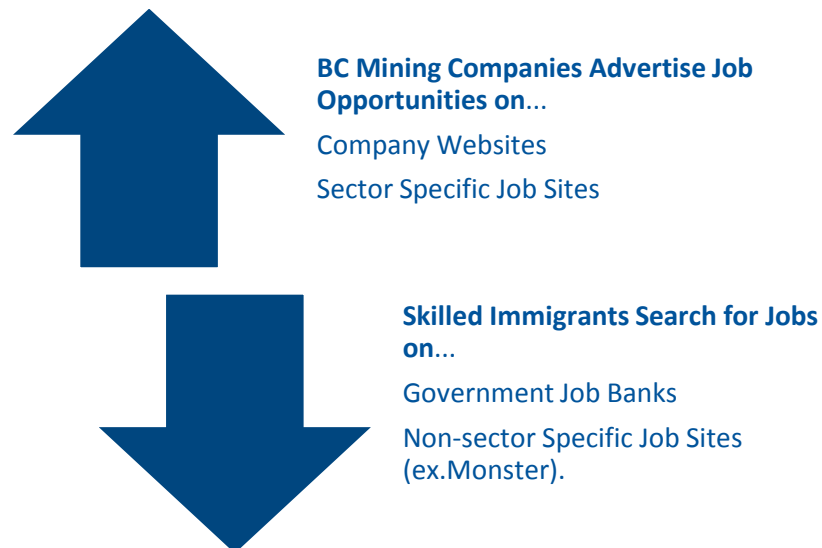 BC Mining Companies Advertise Job
Opportunities on...
Company Websites
Sector Specific Job Sites
Skilled Immigrants Search for Jobs
on...
Government Job Banks
Non-sector Specific Job Sites
(ex.Monster).